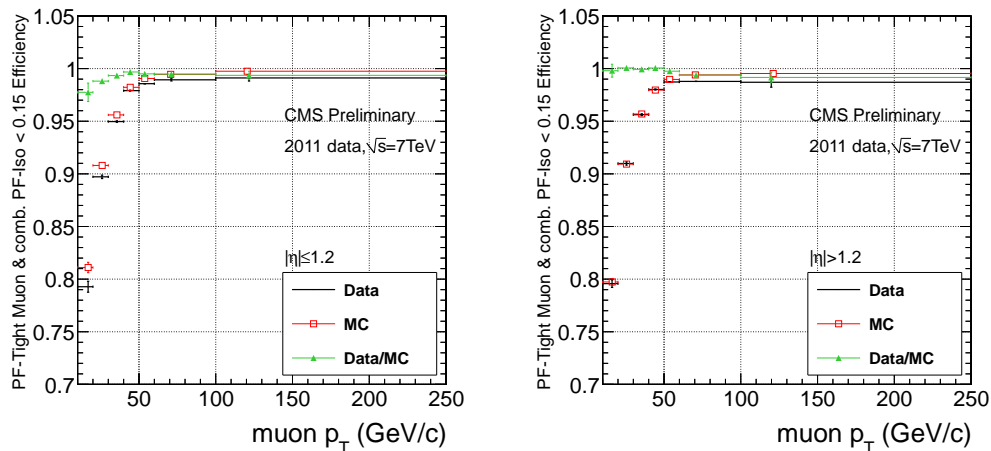 PF-Tight Muon & comb. PF-Iso < 0.15 Efficiency
1.05
1
0.95
0.9
0.85
0.8
0.75
0.7
CMS Preliminary
2011 data,√s=7TeV
|η|≤1.2
Data
MC
Data/MC
50 100 150 200 250
muon p_T (GeV/c)
PF-Tight Muon & comb. PF-Iso < 0.15 Efficiency
1.05
1
0.95
0.9
0.85
0.8
0.75
0.7
CMS Preliminary
2011 data,√s=7TeV
|η|>1.2
Data
MC
Data/MC
50 100 150 200 250
muon p_T (GeV/c)